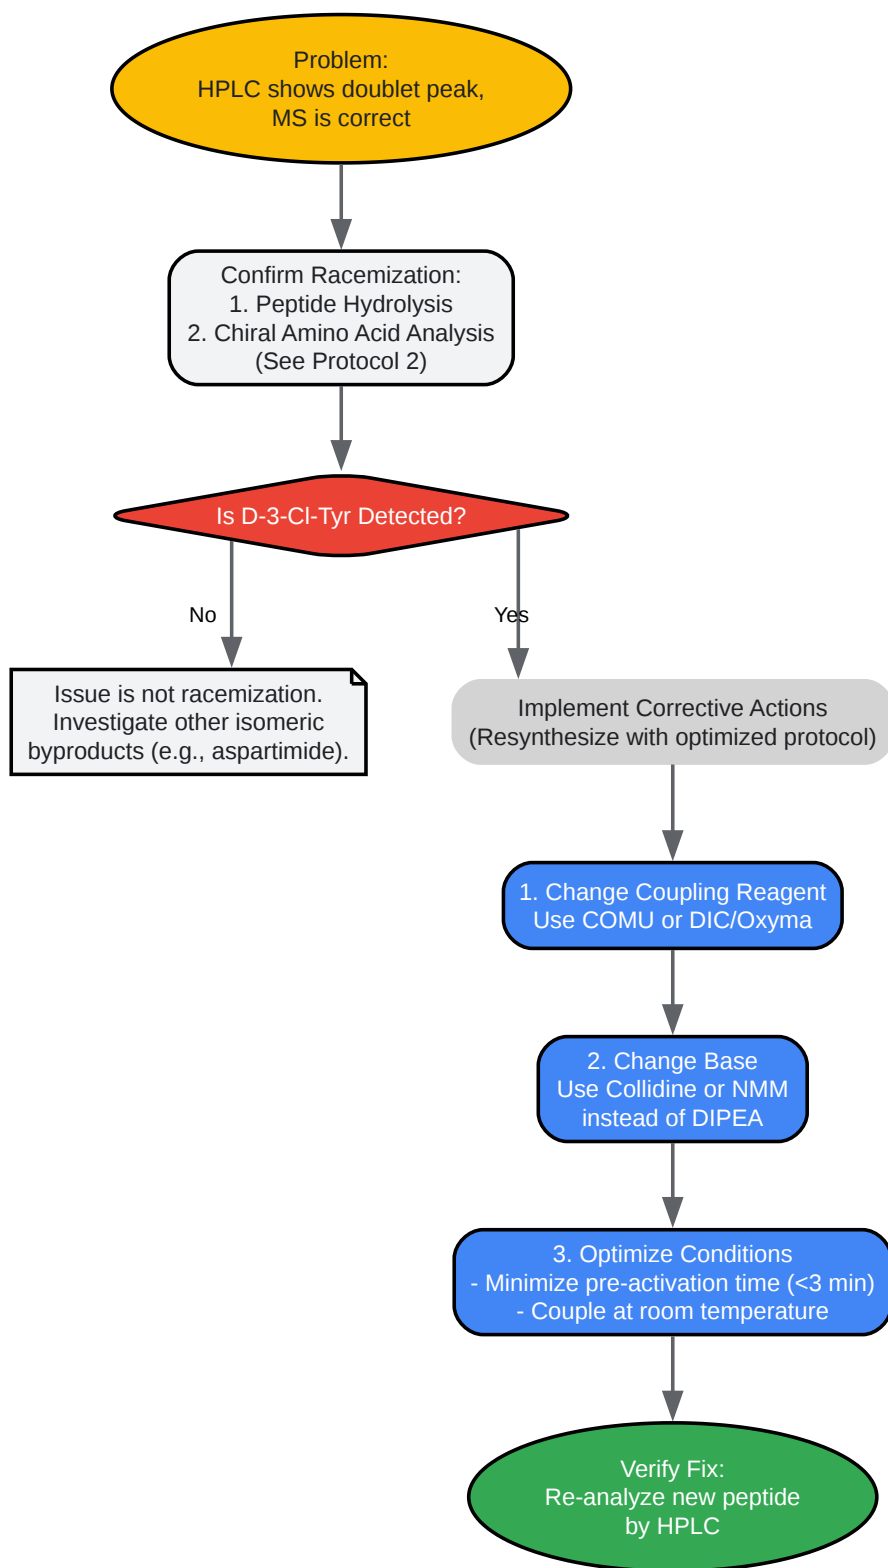 Problem:
HPLC shows doublet peak,
MS is correct
Confirm Racemization:
1. Peptide Hydrolysis
2. Chiral Amino Acid Analysis
(See Protocol 2)
Is D-3-Cl-Tyr Detected?
No
Yes
Issue is not racemization.
Investigate other isomeric
byproducts (e.g., aspartimide).
Implement Corrective Actions
(Resynthesize with optimized protocol)
1. Change Coupling Reagent
Use COMU or DIC/Oxyma
2. Change Base
Use Collidine or NMM
instead of DIPEA
3. Optimize Conditions
- Minimize pre-activation time (<3 min)
- Couple at room temperature
Verify Fix:
Re-analyze new peptide
by HPLC